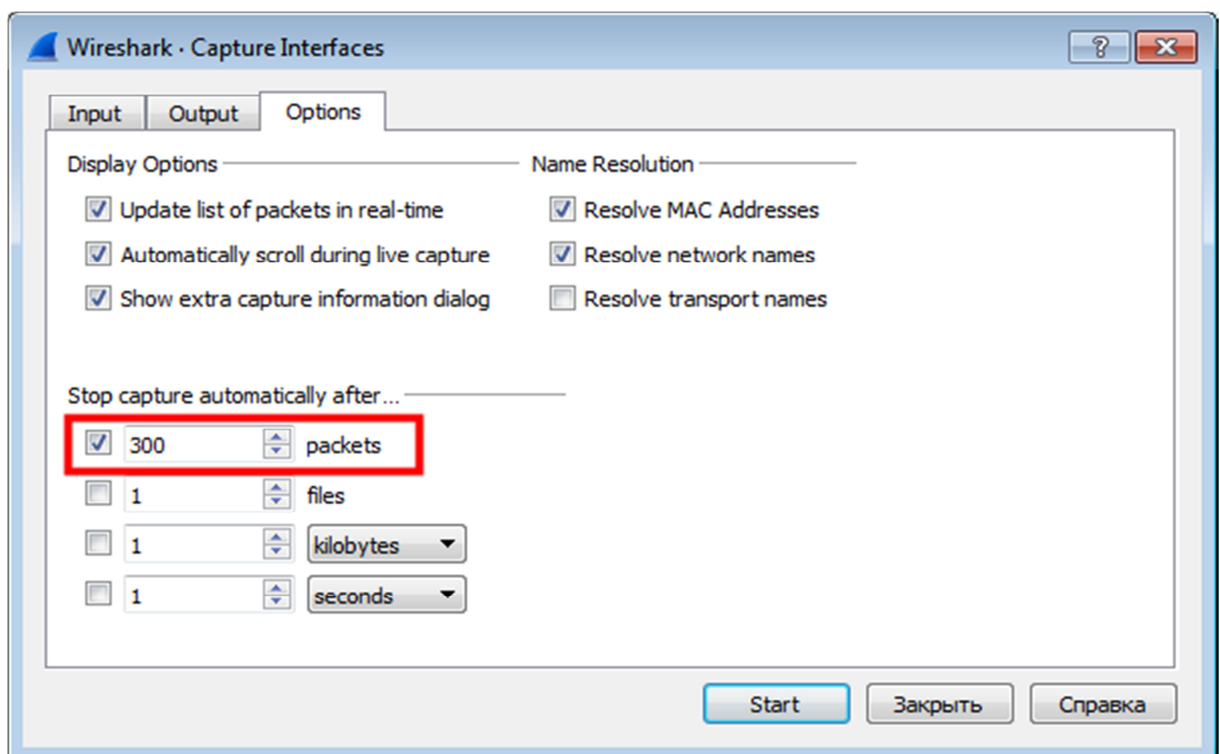 Wireshark · Capture Interfaces
Input Output Options
Display Options
Name Resolution
Update list of packets in real-time
Resolve MAC Addresses
Automatically scroll during live capture
Resolve network names
Show extra capture information dialog
Resolve transport names
Stop capture automatically after...
300 packets
1 files
1 kilobytes
1 seconds
Start Закрыть Справка